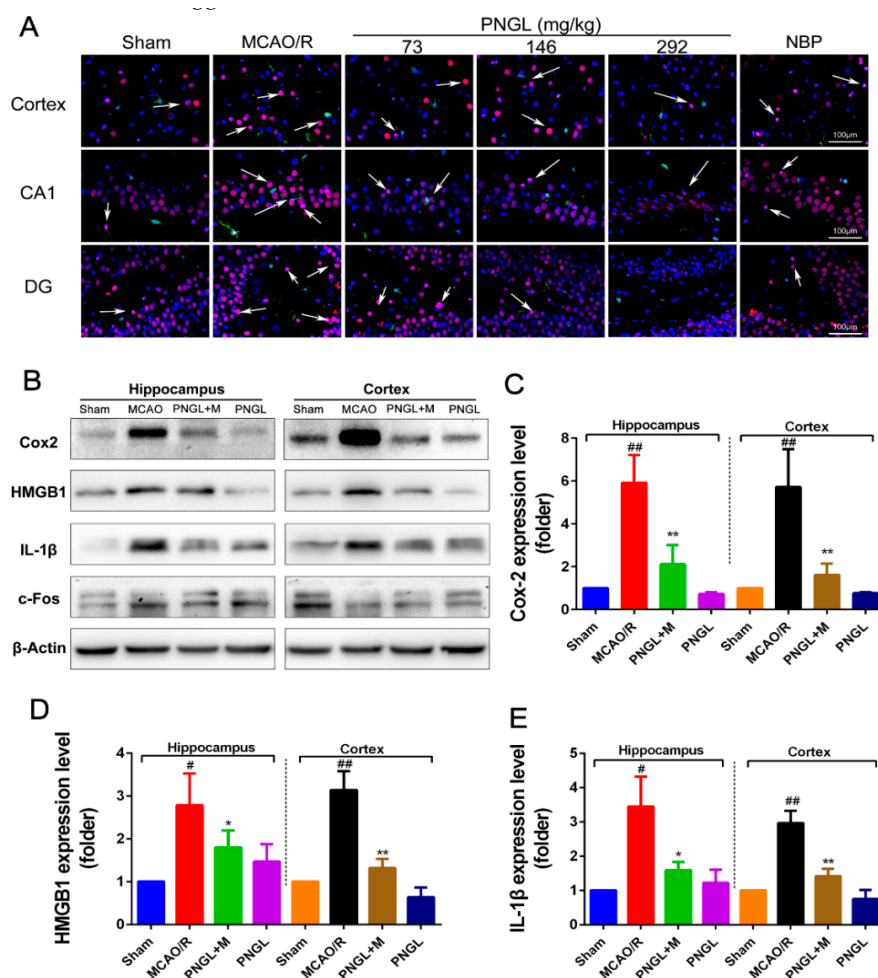 A
PNGL (mg/kg)
Sham MCAO/R 73 146 292 NBP
Cortex
100μm
CA1
100μm
DG
100μm
B
Hippocampus Cortex
Sham MCAO PNGL+M PNGL Sham MCAO PNGL+M PNGL
Cox2
HMGB1
IL-1β
c-Fos
β-Actin
C
Hippocampus Cortex
Cox-2 expression level
(folder)
8
6
4
2
0
## ** ## **
Sham MCAO/R PNGL+M PNGL Sham MCAO/R PNGL+M PNGL
D
Hippocampus Cortex
HMGB1 expression level
(folder)
4
3
2
1
0
# * ## **
Sham MCAO/R PNGL+M PNGL Sham MCAO/R PNGL+M PNGL
E
Hippocampus Cortex
IL-1β expression level
(folder)
5
4
3
2
1
0
# * ## **
Sham MCAO/R PNGL+M PNGL Sham MCAO/R PNGL+M PNGL